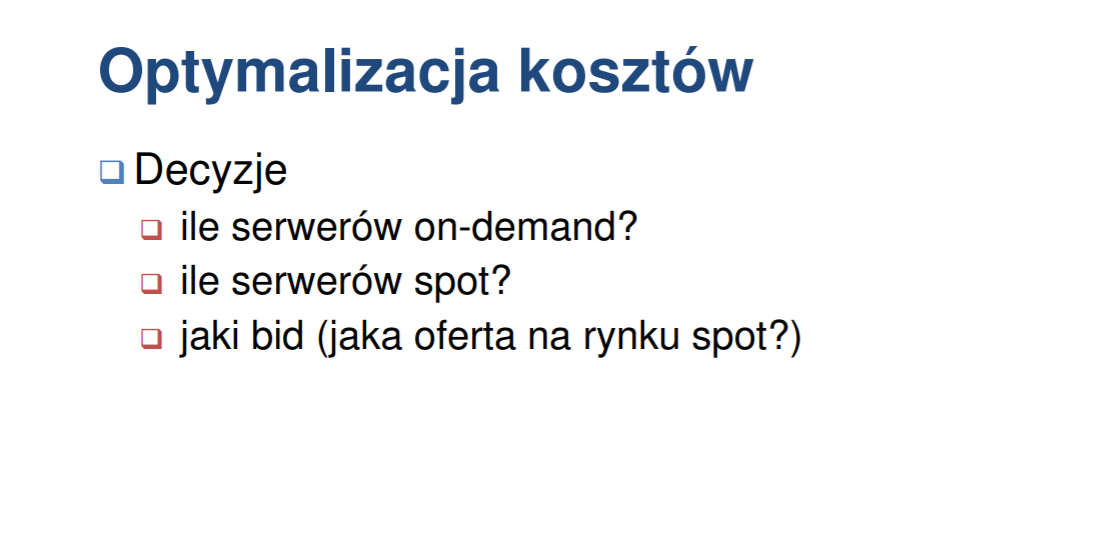 Optymalizacja kosztów
Decyzje
ile serwerów on-demand?
ile serwerów spot?
jaki bid (jaka oferta na rynku spot?)